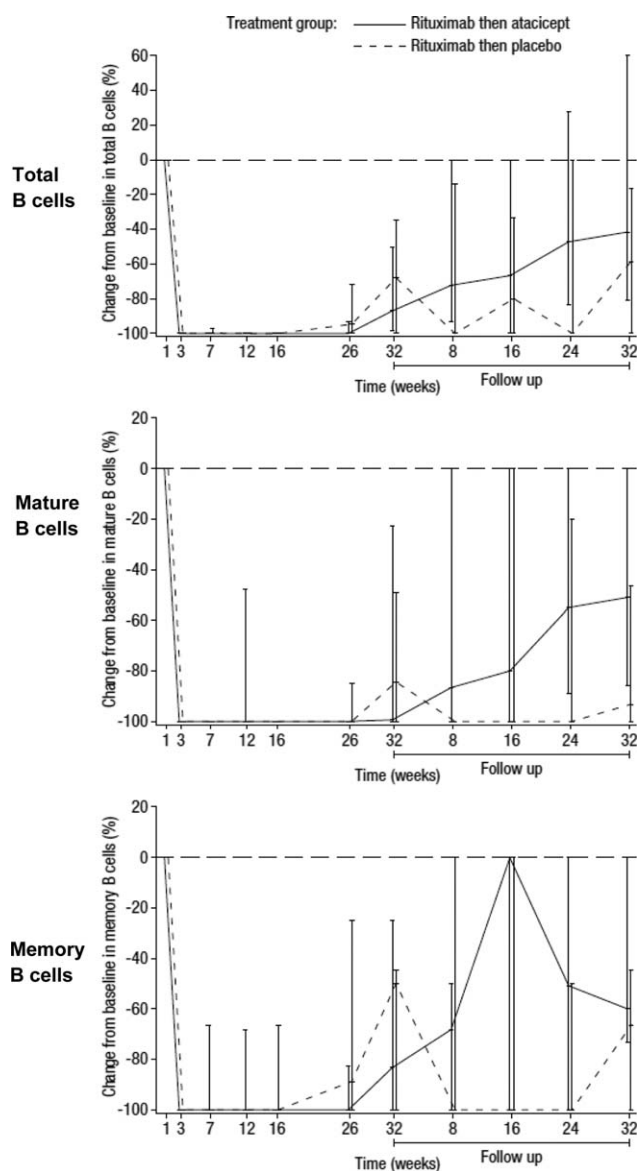 Treatment group: Rituximab then atacicept
Rituximab then placebo
Total
B cells
Change from baseline in total B cells (%)
60
40
20
0
-20
-40
-60
-80
-100
1 3 7 12 16 26 32 8 16 24 32
Time (weeks)
Follow up
Mature
B cells
Change from baseline in mature B cells (%)
20
0
-20
-40
-60
-80
-100
1 3 7 12 16 26 32 8 16 24 32
Time (weeks)
Follow up
Memory
B cells
Change from baseline in memory B cells (%)
20
0
-20
-40
-60
-80
-100
1 3 7 12 16 26 32 8 16 24 32
Time (weeks)
Follow up